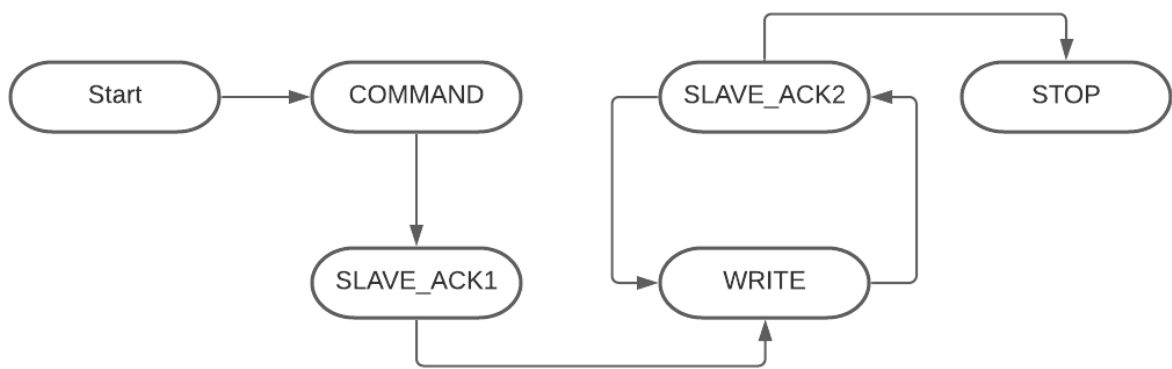 Start
COMMAND
SLAVE_ACK2
STOP
SLAVE_ACK1
WRITE